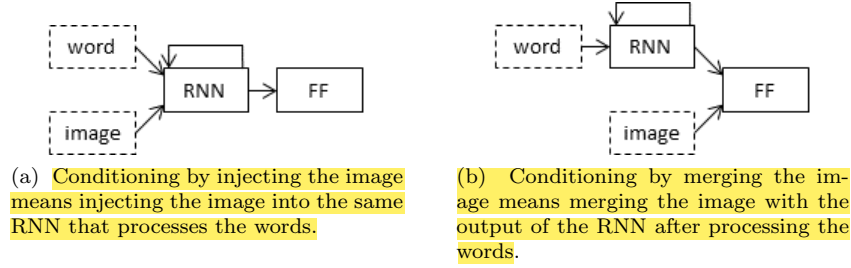 word
RNN
FF
image
(a) Conditioning by injecting the image
means injecting the image into the same
RNN that processes the words.
word
RNN
FF
image
(b) Conditioning by merging the im-
age means merging the image with the
output of the RNN after processing the
words.